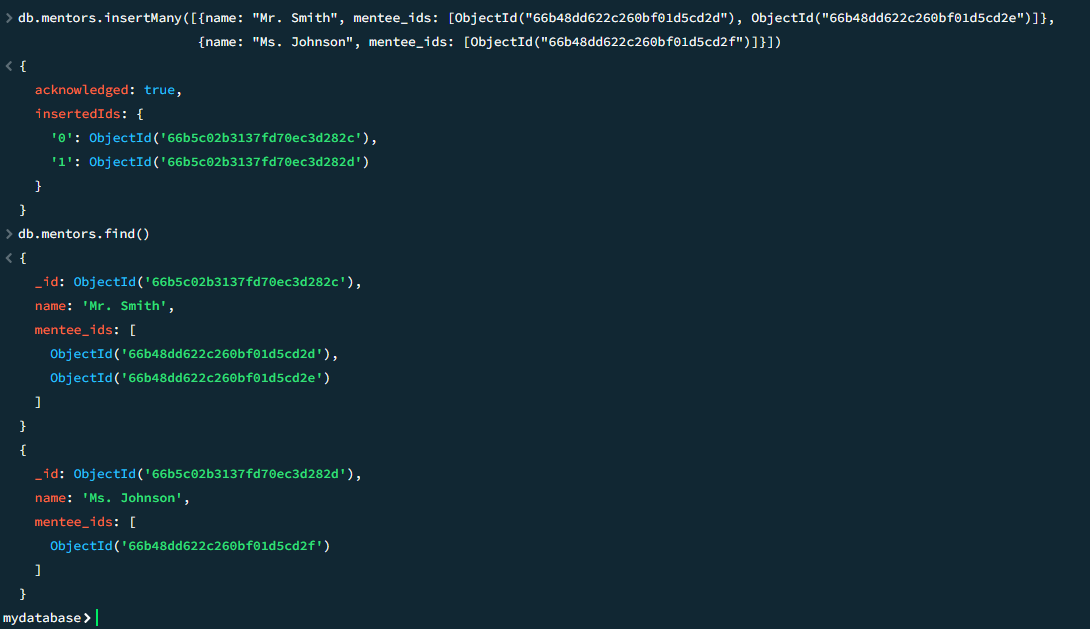 > db.mentors.insertMany([{name: "Mr. Smith", mentee_ids: [ObjectId("66b48dd622c260bf01d5cd2d"), ObjectId("66b48dd622c260bf01d5cd2e")]},
{name: "Ms. Johnson", mentee_ids: [ObjectId("66b48dd622c260bf01d5cd2f")]}])
< {
acknowledged: true,
insertedIds: {
'0': ObjectId('66b5c02b3137fd70ec3d282c'),
'1': ObjectId('66b5c02b3137fd70ec3d282d')
}
}
> db.mentors.find()
< {
_id: ObjectId('66b5c02b3137fd70ec3d282c'),
name: 'Mr. Smith',
mentee_ids: [
ObjectId('66b48dd622c260bf01d5cd2d'),
ObjectId('66b48dd622c260bf01d5cd2e')
]
}
{
_id: ObjectId('66b5c02b3137fd70ec3d282d'),
name: 'Ms. Johnson',
mentee_ids: [
ObjectId('66b48dd622c260bf01d5cd2f')
]
}
mydatabase>